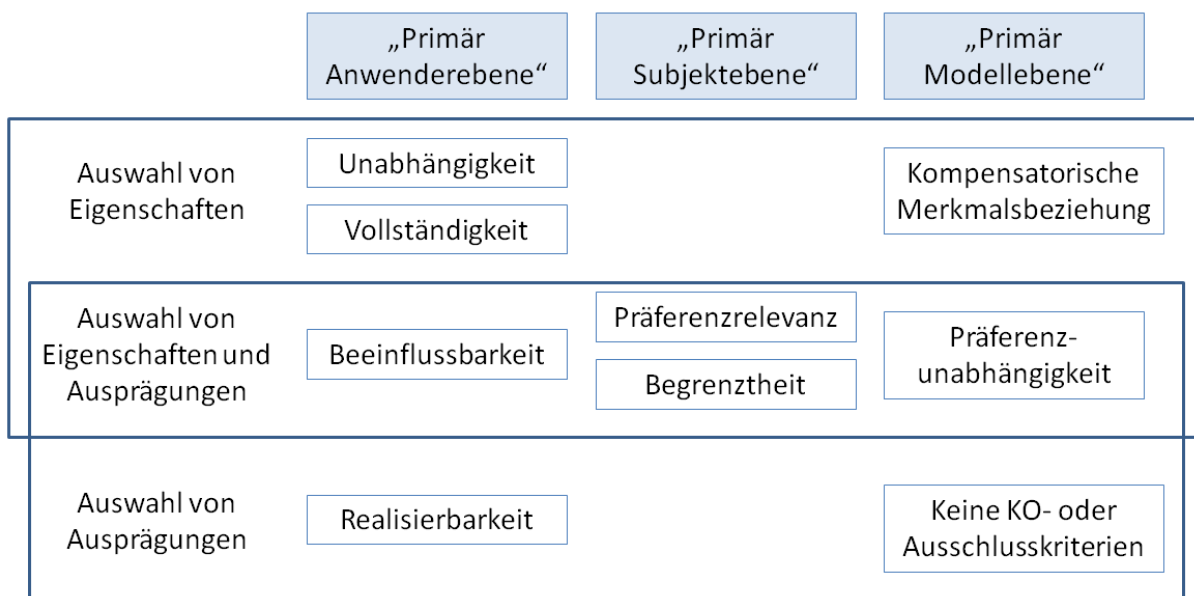 „Primär
Anwenderebene“
„Primär
Subjektebene“
„Primär
Modellebene“
Auswahl von
Eigenschaften
Unabhängigkeit
Vollständigkeit
Kompensatorische
Merkmalsbeziehung
Auswahl von
Eigenschaften und
Ausprägungen
Beeinflussbarkeit
Präferenzrelevanz
Begrenztheit
Präferenz-
unabhängigkeit
Auswahl von
Ausprägungen
Realisierbarkeit
Keine KO- oder
Ausschlusskriterien